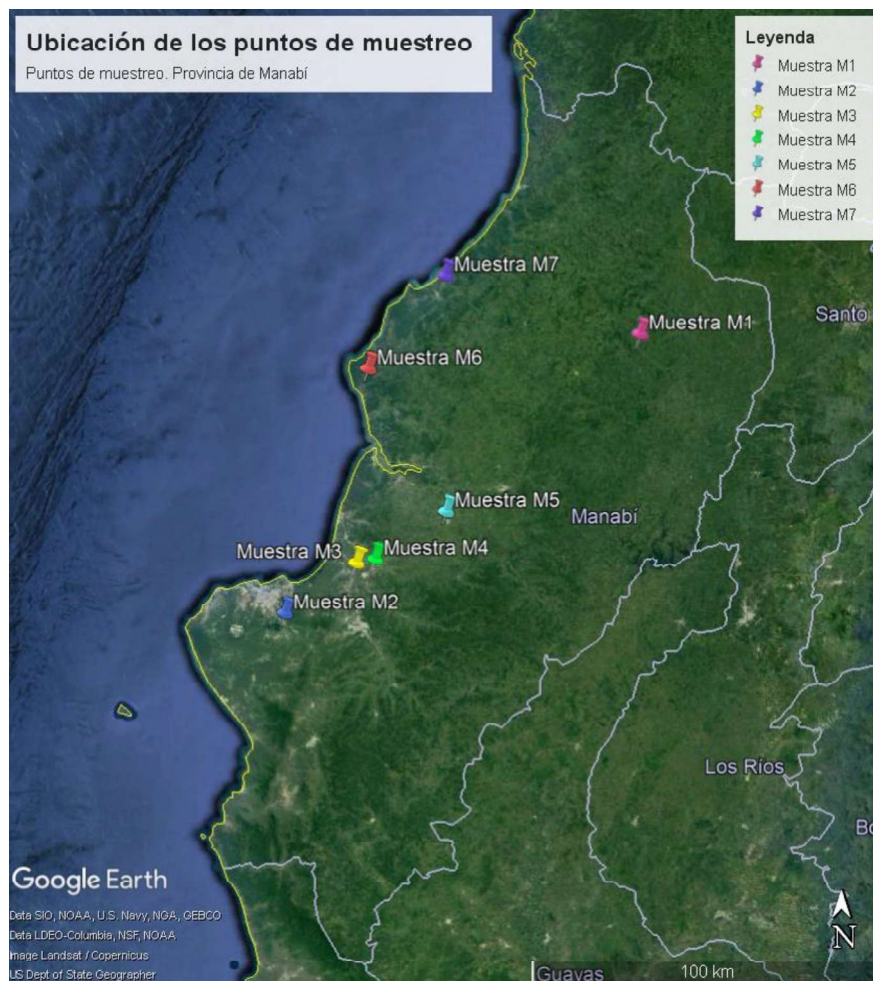 Ubicación de los puntos de muestreo
Puntos de muestreo. Provincia de Manabí
Leyenda
Muestra M1
Muestra M2
Muestra M3
Muestra M4
Muestra M5
Muestra M6
Muestra M7
Muestra M7
Santo
Muestra M1
Muestra M6
Muestra M5
Manabí
Muestra M3
Muestra M4
Muestra M2
Los Ríos
Bo
Google Earth
Data SIO, NOAA, U.S. Navy, NGA, GEBCO
Data LDEO-Columbia, NSF, NOAA
Image Landsat / Copernicus
US Dept of State Geographer
N
Guayas
100 km